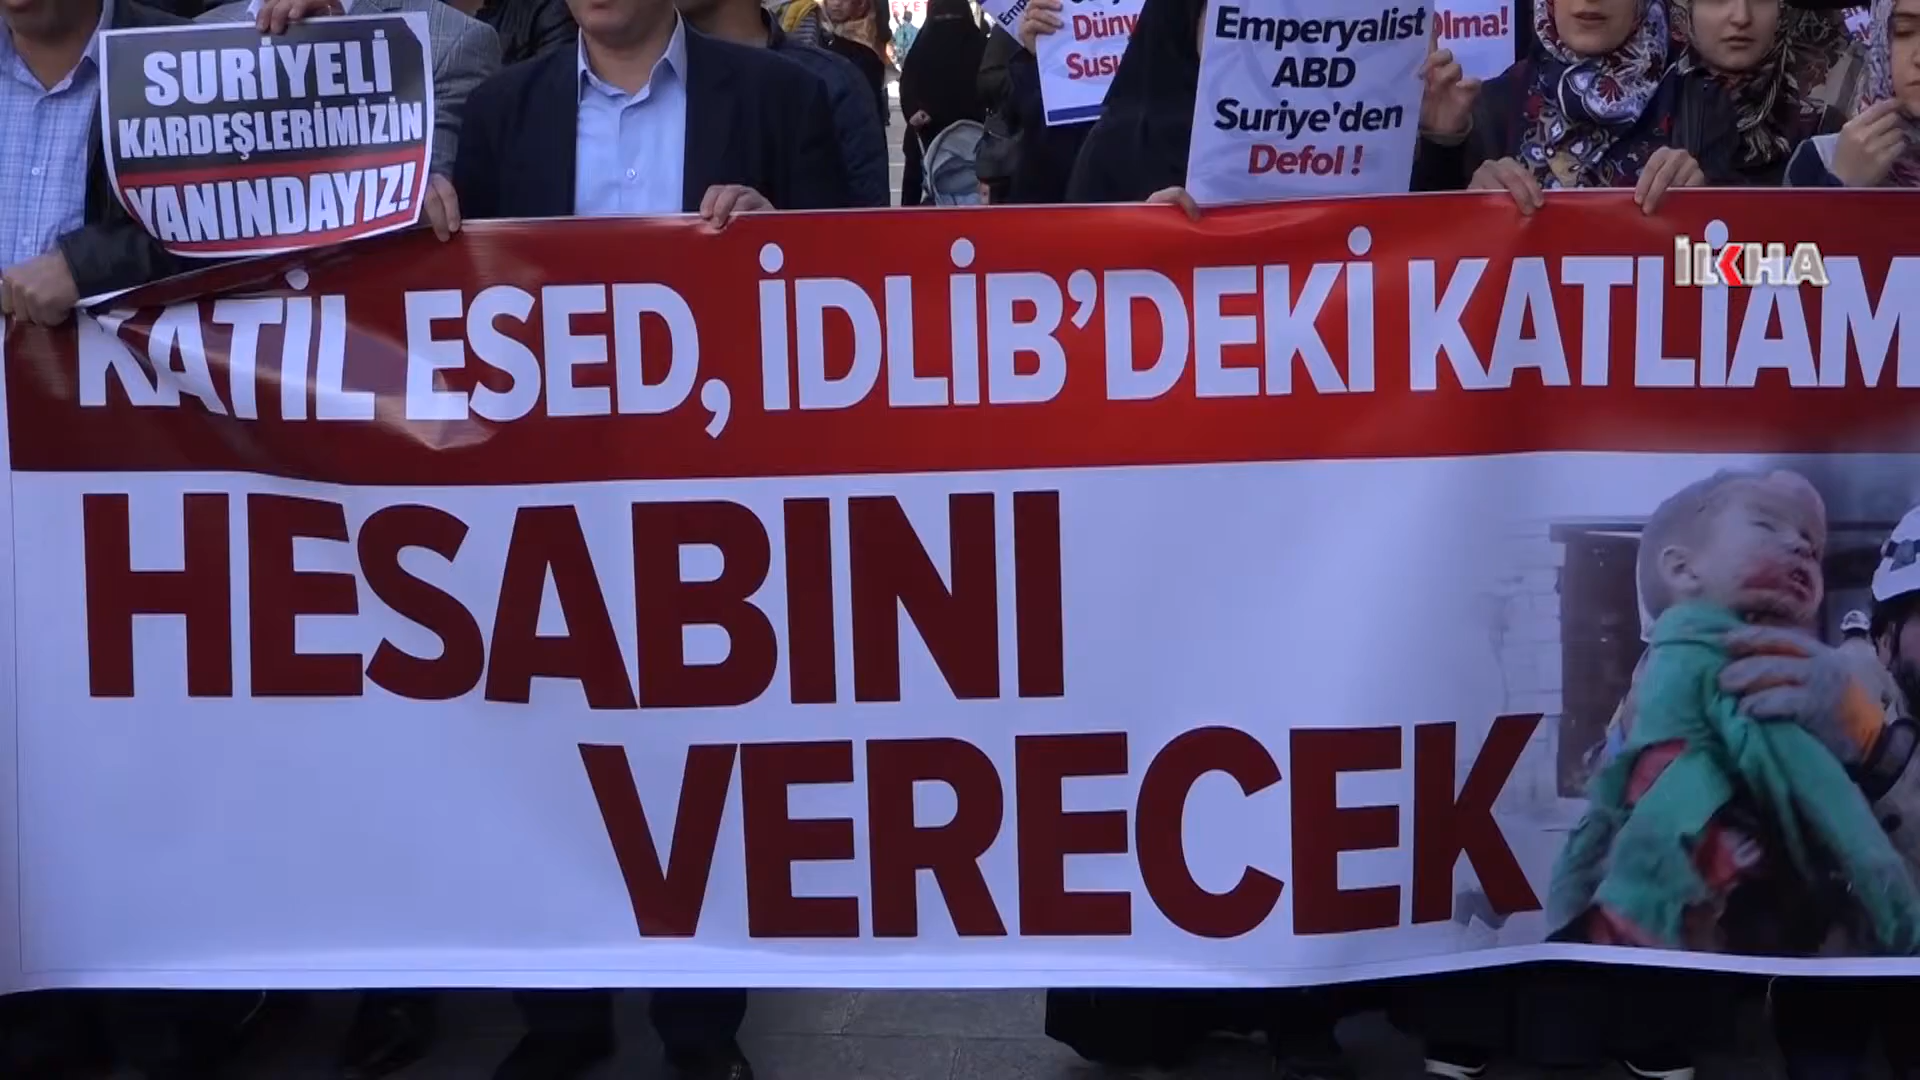 SURİYELİ
KARDEŞLERİMİZİN
YANINDAYIZ!
Emperyalist
ABD
Suriye'den
Defol !
olma!
İLKHA
KATİL ESED, İDLİB'DEKİ KATLİAM
HESABINI
VERECEK